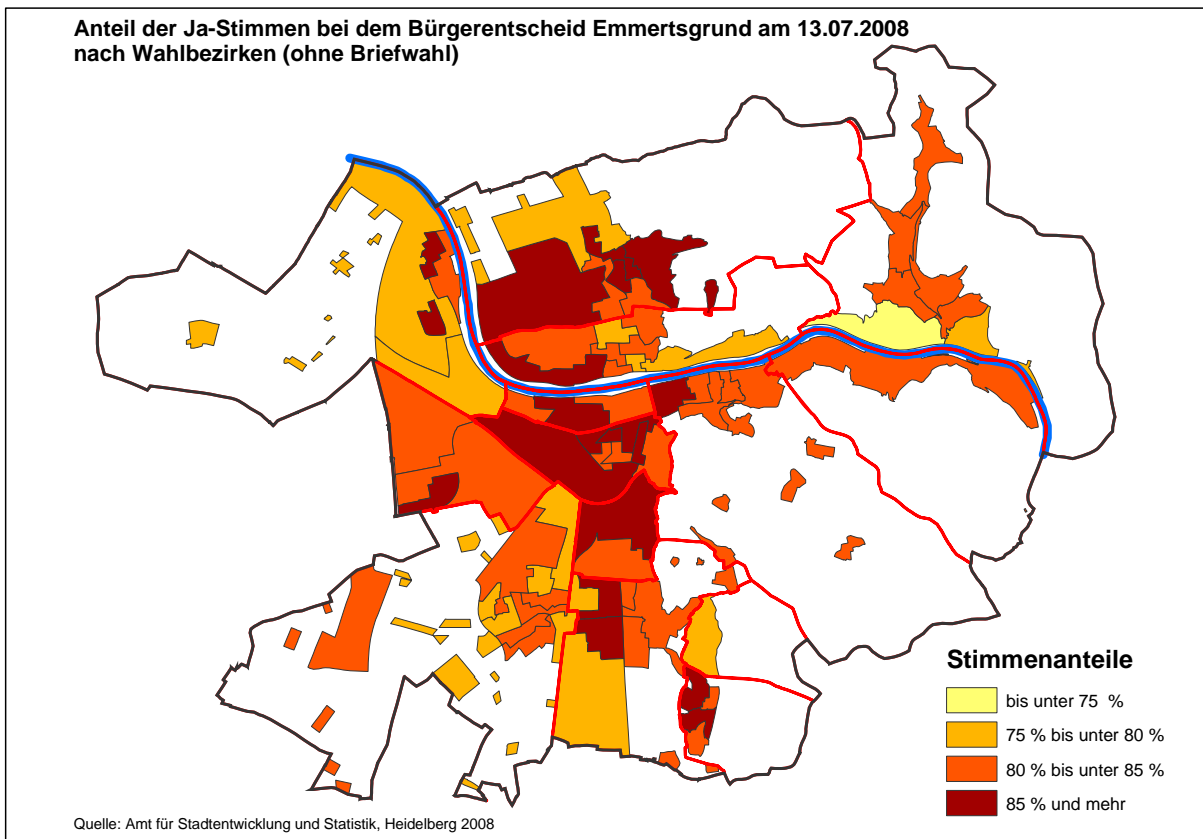 Anteil der Ja-Stimmen bei dem Bürgerentscheid Emmertsgrund am 13.07.2008
nach Wahlbezirken (ohne Briefwahl)
Stimmenanteile
bis unter 75 %
75 % bis unter 80 %
80 % bis unter 85 %
85 % und mehr
Quelle: Amt für Stadtentwicklung und Statistik, Heidelberg 2008